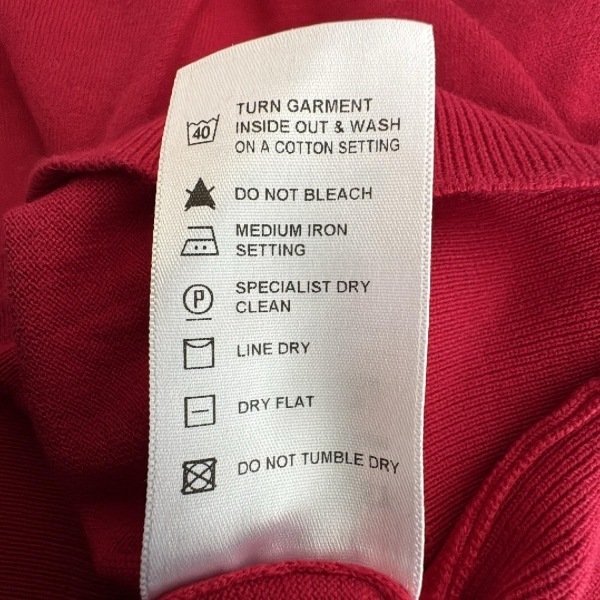 40
TURN GARMENT
INSIDE OUT & WASH
ON A COTTON SETTING
DO NOT BLEACH
MEDIUM IRON
SETTING
P
SPECIALIST DRY
CLEAN
LINE DRY
DRY FLAT
DO NOT TUMBLE DRY